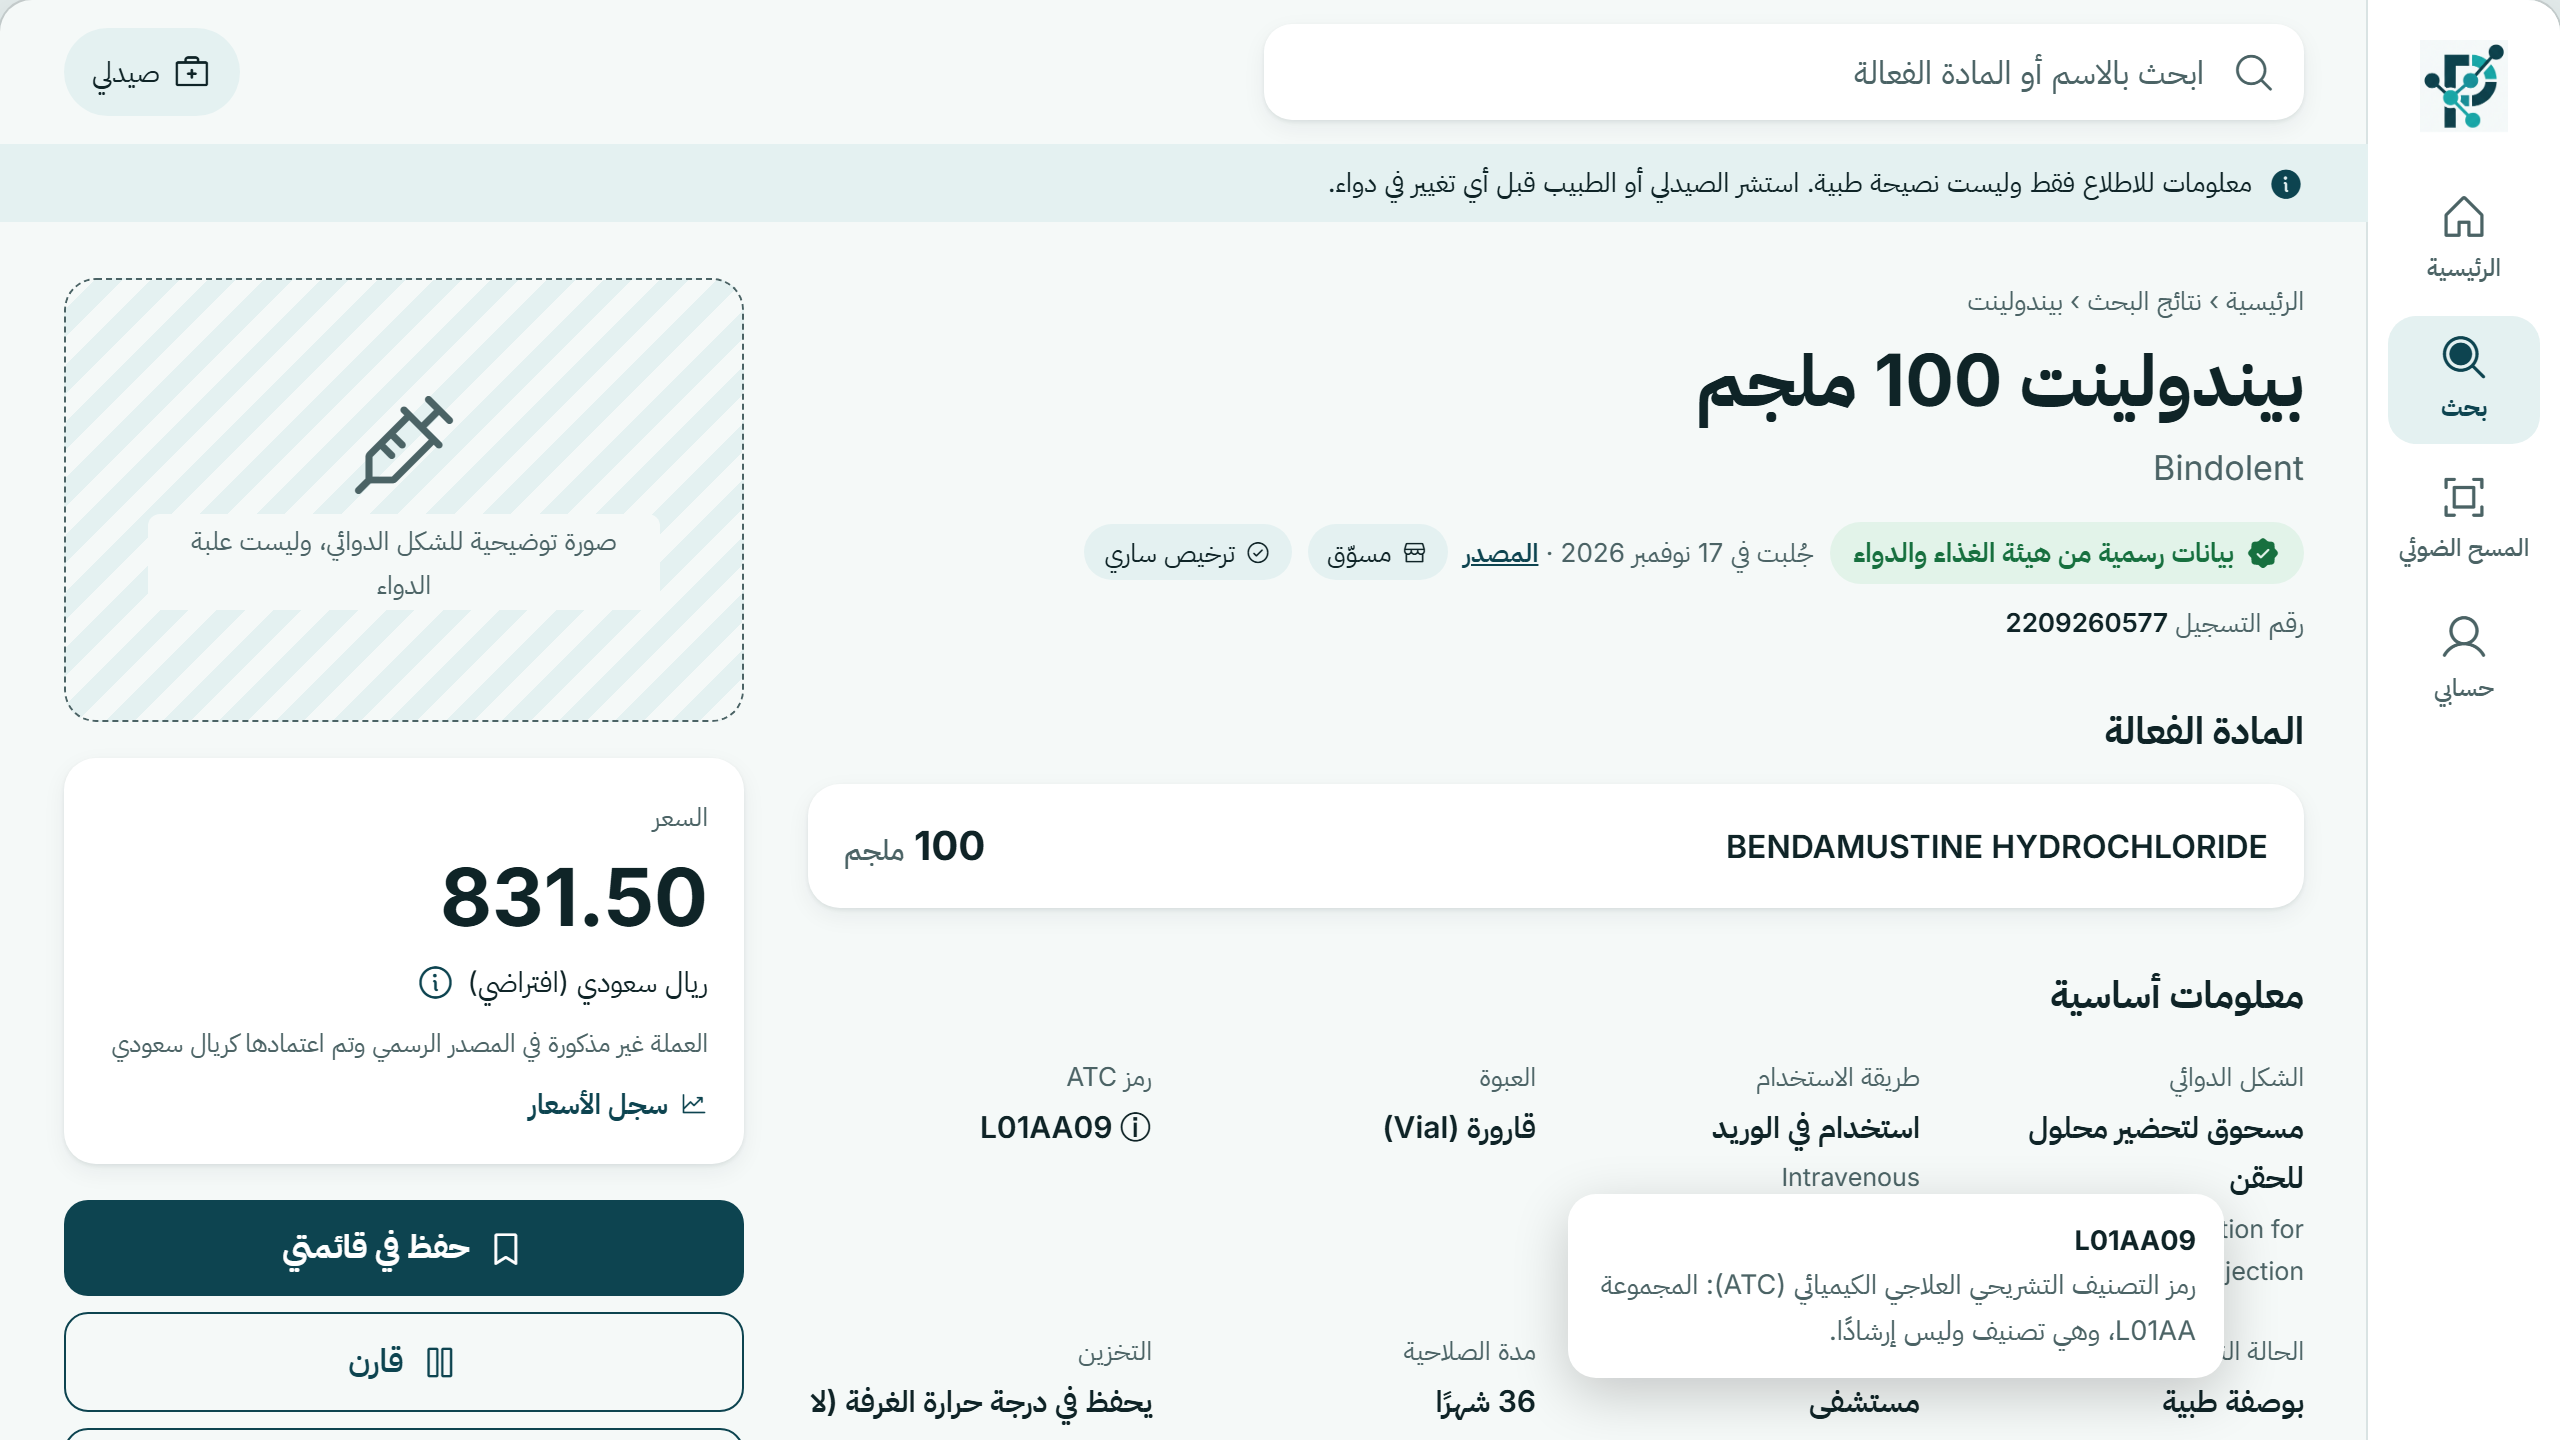 ابحث بالاسم أو المادة الفعالة
صيدلي
معلومات للاطلاع فقط وليست نصيحة طبية. استشر الصيدلي أو الطبيب قبل أي تغيير في دواء.
الرئيسية
بحث
المسح الضوئي
حسابي
الرئيسية › نتائج البحث › بيندولينت
بيندولينت 100 ملجم
Bindolent
بيانات رسمية من هيئة الغذاء والدواء جُلبت في 17 نوفمبر 2026 · المصدر مسوّق ترخيص ساري
رقم التسجيل 2209260577
المادة الفعالة
BENDAMUSTINE HYDROCHLORIDE 100 ملجم
معلومات أساسية
الشكل الدوائي
مسحوق لتحضير محلول
للحقن
tion for
jection
طريقة الاستخدام
استخدام في الوريد
Intravenous
العبوة
قارورة (Vial)
رمز ATC
L01AA09
L01AA09
رمز التصنيف التشريحي العلاجي الكيميائي (ATC): المجموعة
L01AA، وهي تصنيف وليس إرشادًا.
الحالة
بوصفة طبية
مستشفى
مدة الصلاحية
36 شهرًا
التخزين
يحفظ في درجة حرارة الغرفة (لا
صورة توضيحية للشكل الدوائي، وليست علبة
الدواء
السعر
831.50
ريال سعودي (افتراضي)
العملة غير مذكورة في المصدر الرسمي وتم اعتمادها كريال سعودي
سجل الأسعار
حفظ في قائمتي
قارن